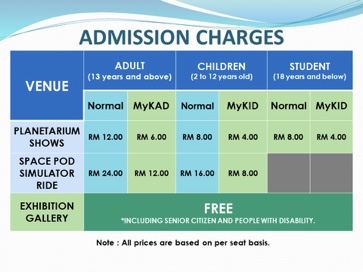 ADMISSION CHARGES
VENUE
ADULT
(13 years and above)
CHILDREN
(2 to 12 years old)
STUDENT
(18 years and below)
Normal MyKAD Normal MyKID Normal MyKID
PLANETARIUM
SHOWS
RM 12.00 RM 6.00 RM 8.00 RM 4.00 RM 8.00 RM 4.00
SPACE POD
SIMULATOR
RIDE
RM 24.00 RM 12.00 RM 16.00 RM 8.00
EXHIBITION
GALLERY
FREE
*INCLUDING SENIOR CITIZEN AND PEOPLE WITH DISABILITY.
Note : All prices are based on per seat basis.